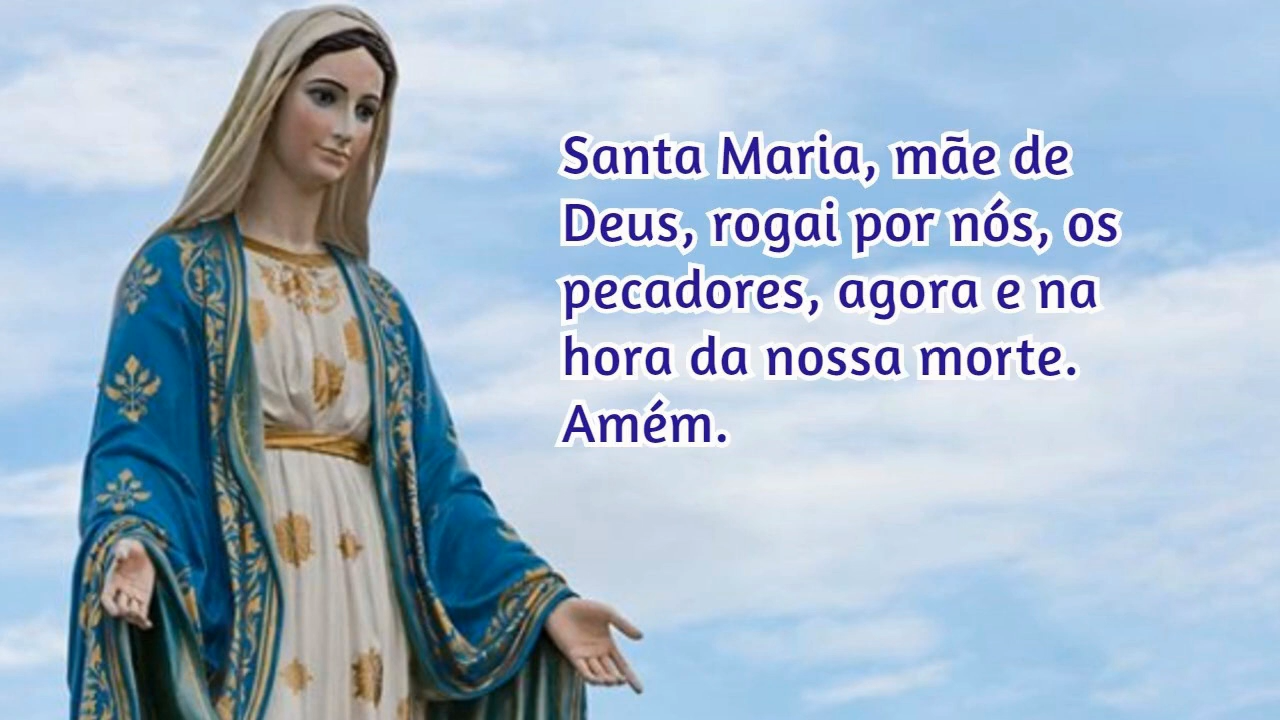 Santa Maria, mãe de
Deus, rogai por nós, os
pecadores, agora e na
hora da nossa morte.
Amém.